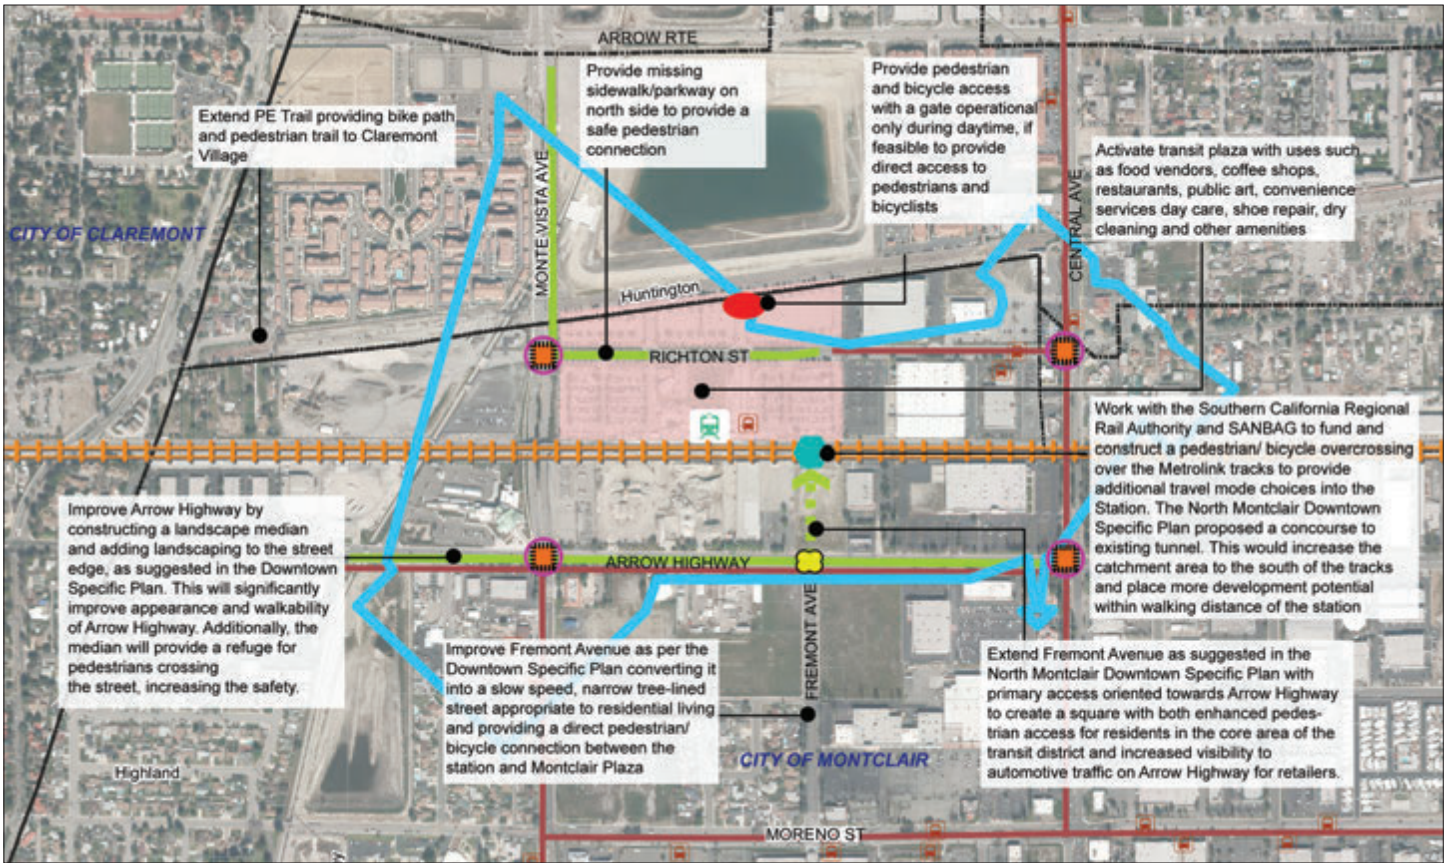 ARROW RTE
Provide missing
sidewalk/parkway on
north side to provide a
safe pedestrian
connection
Provide pedestrian
and bicycle access
with a gate operational
only during daytime, if
feasible to provide
direct access to
pedestrians and
bicyclists
Extend PE Trail providing bike path
and pedestrian trail to Claremont
Village
Activate transit plaza with uses such
as food vendors, coffee shops,
restaurants, public art, convenience
services day care, shoe repair, dry
cleaning and other amenities
CITY OF CLAREMONT
MONTE VISTA AVE
CENTRAL AVE
Huntington
RICHTON ST
Work with the Southern California Regional
Rail Authority and SANBAG to fund and
construct a pedestrian/ bicycle overcrossing
over the Metrolink tracks to provide
additional travel mode choices into the
Station. The North Montclair Downtown
Specific Plan proposed a concourse to
existing tunnel. This would increase the
catchment area to the south of the tracks
and place more development potential
within walking distance of the station
Improve Arrow Highway by
constructing a landscape median
and adding landscaping to the street
edge, as suggested in the Downtown
Specific Plan. This will significantly
improve appearance and walkability
of Arrow Highway. Additionally, the
median will provide a refuge for
pedestrians crossing
the street, increasing the safety.
ARROW HIGHWAY
FREMONT AVE
Improve Fremont Avenue as per the
Downtown Specific Plan converting it
into a slow speed, narrow tree-lined
street appropriate to residential living
and providing a direct pedestrian/
bicycle connection between the
station and Montclair Plaza
Extend Fremont Avenue as suggested in the
North Montclair Downtown Specific Plan with
primary access oriented towards Arrow Highway
to create a square with both enhanced pedes-
trian access for residents in the core area of the
transit district and increased visibility to
automotive traffic on Arrow Highway for retailers.
CITY OF MONTCLAIR
Highland
MORENO ST